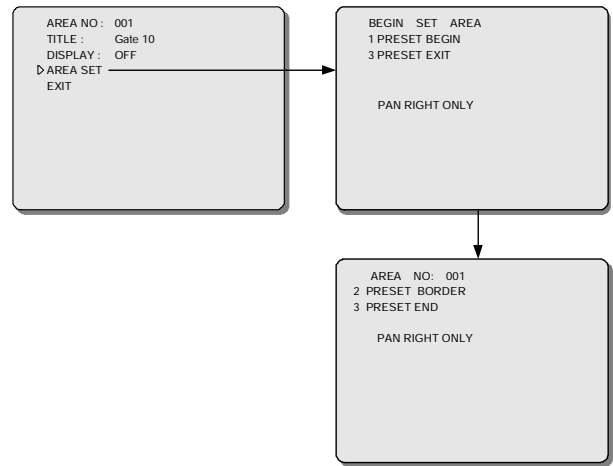 AREA NO : 001
TITLE : Gate 10
DISPLAY : OFF
AREA SET
EXIT
BEGIN SET AREA
1 PRESET BEGIN
3 PRESET EXIT
PAN RIGHT ONLY
AREA NO: 001
2 PRESET BORDER
3 PRESET END
PAN RIGHT ONLY